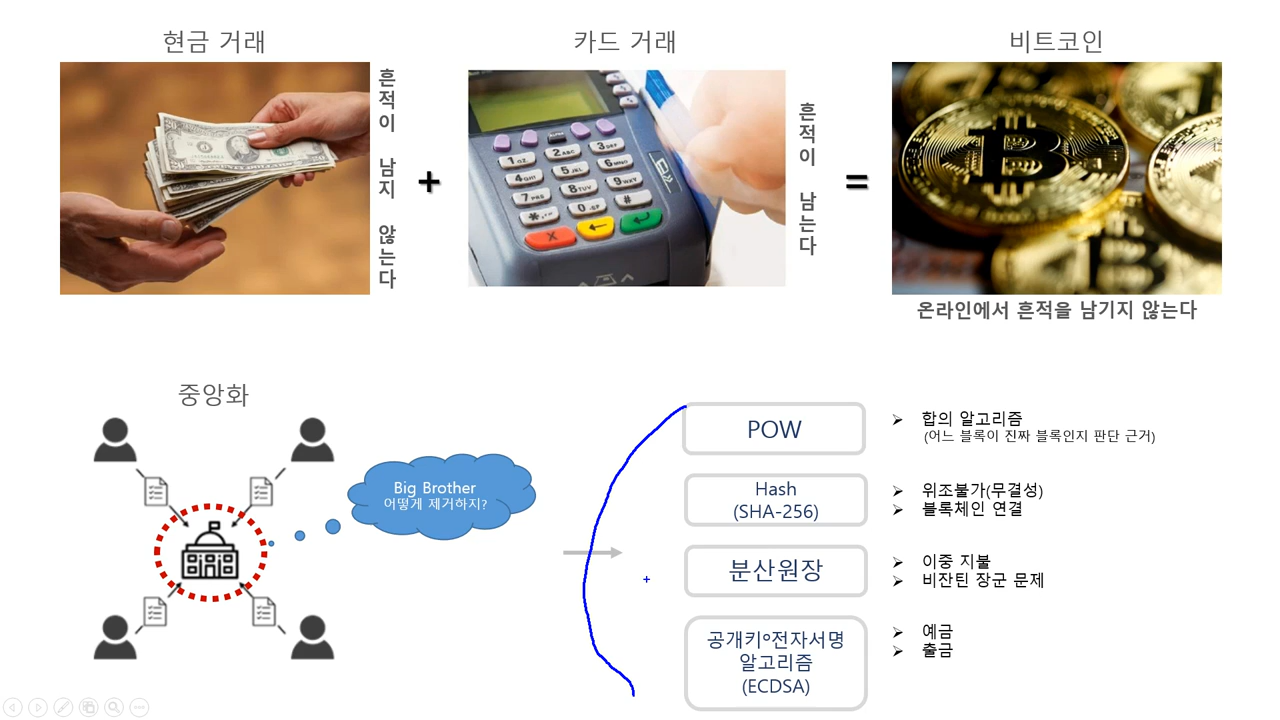 현금 거래
카드 거래
비트코인
흔적이 남지 않는다
+
흔적이 남는다
=
온라인에서 흔적을 남기지 않는다
중앙화
Big Brother
어떻게 제거하지?
POW
합의 알고리즘
(어느 블록이 진짜 블록인지 판단 근거)
Hash
(SHA-256)
위조불가(무결성)
블록체인 연결
분산원장
이중 지불
비잔틴 장군 문제
공개키º전자서명
알고리즘
(ECDSA)
예금
출금